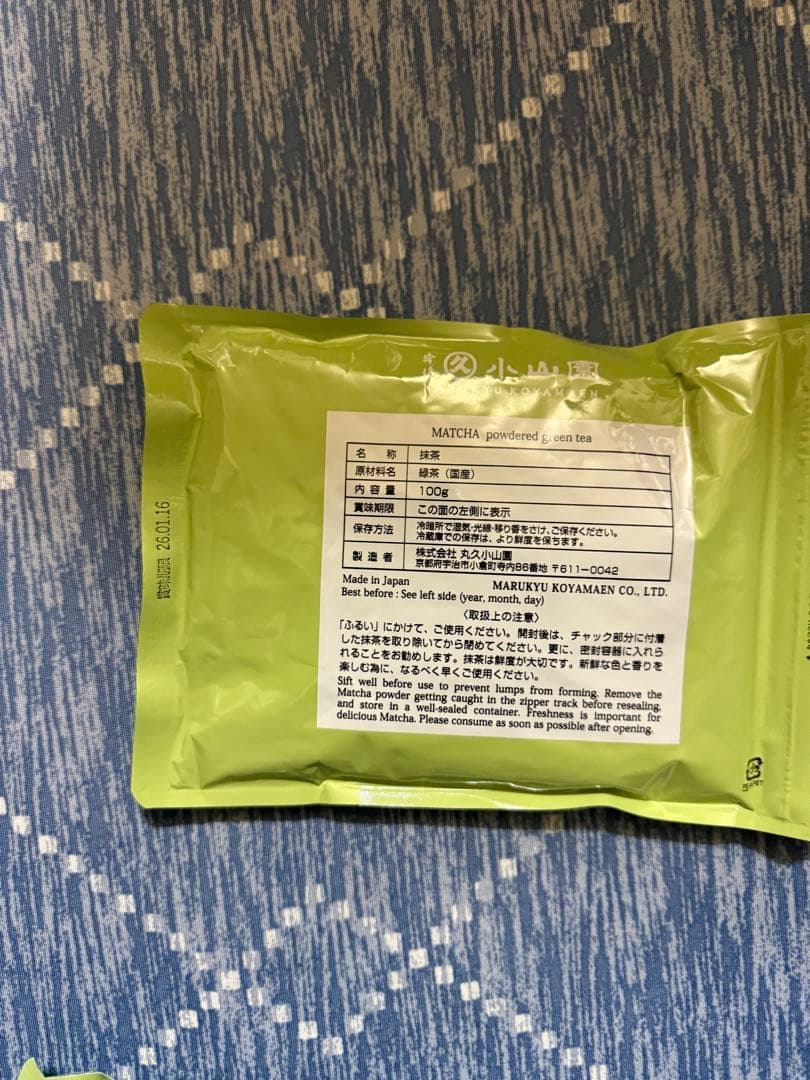 小山園
KOYAMAEN
MATCHA powdered green tea
名 称 抹茶
原材料名 緑茶（国産）
内 容 量 100g
賞味期限 この面の左側に表示
保存方法 冷暗所で湿気・光線・移り香をさけ、ご保存ください。
冷蔵庫での保存は、より鮮度を保ちます。
製 造 者 株式会社 丸久小山園
京都府宇治市小倉町寺内86番地 〒611-0042
Made in Japan MARUKYU KOYAMAEN CO., LTD.
Best before : See left side (year, month, day)
〈取扱上の注意〉
「ふるい」にかけて、ご使用ください。開封後は、チャック部分に付着
した抹茶を取り除いてから閉めてください。更に、密封容器に入れら
れることをお勧めします。抹茶は鮮度が大切です。新鮮な色と香りを
楽しむ為に、なるべく早くご使用ください。
Sift well before use to prevent lumps from forming. Remove the
Matcha powder getting caught in the zipper track before resealing,
and store in a well-sealed container. Freshness is important for
delicious Matcha. Please consume as soon as possible after opening.
賞味期限 26.01.16